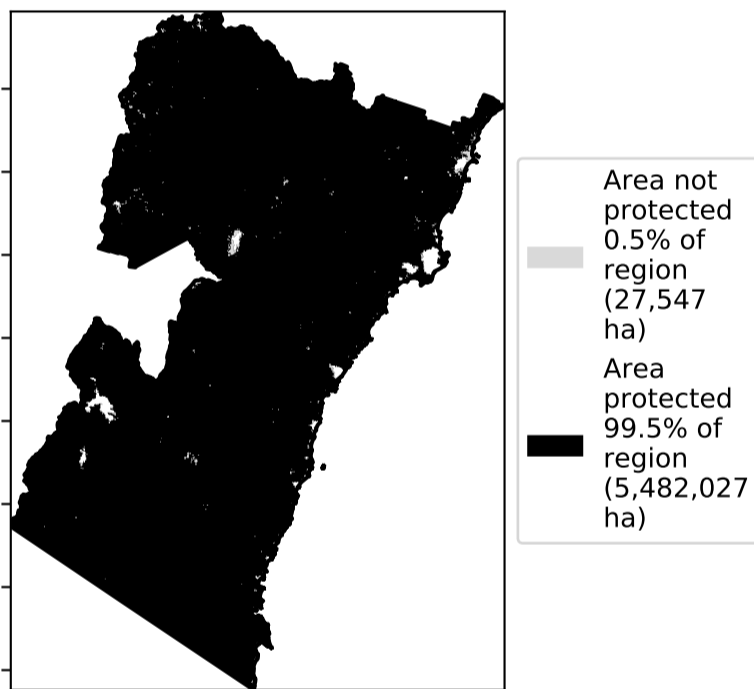 Area not
protected
0.5% of
region
(27,547
ha)
Area
protected
99.5% of
region
(5,482,027
ha)